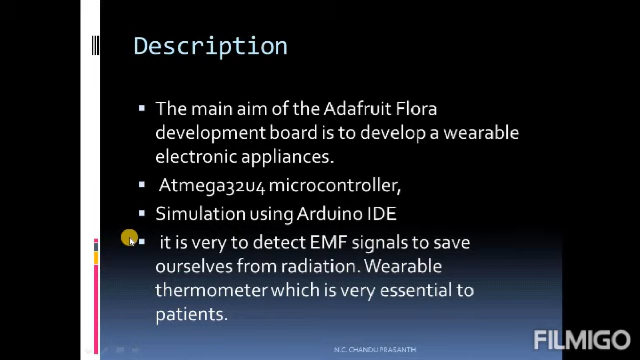 Description
▪ The main aim of the Adafruit Flora
development board is to develop a wearable
electronic appliances.
▪ Atmega32u4 microcontroller,
▪ Simulation using Arduino IDE
▪ it is very to detect EMF signals to save
ourselves from radiation. Wearable
thermometer which is very essential to
patients.
N.C. CHANDU PRASANTH
FILMIGO